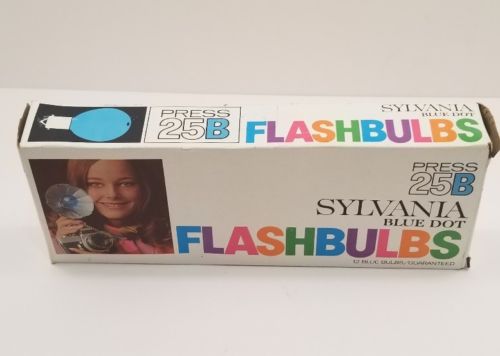 PRESS
25B
SYLVANIA
BLUE DOT
FLASHBULBS
PRESS
25B
SYLVANIA
BLUE DOT
FLASHBULBS
12 BLUE BULBS/GUARANTEED